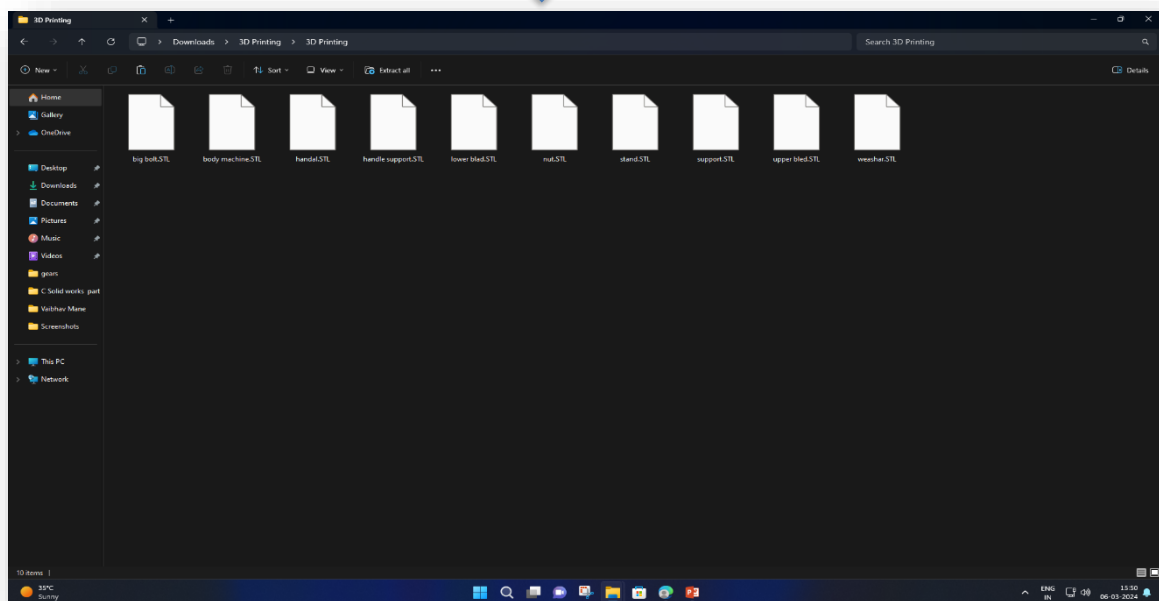 3D Printing
Downloads > 3D Printing > 3D Printing
Search 3D Printing
New
Sort
View
Extract all
Details
Home
Gallery
OneDrive
Desktop
Downloads
Documents
Pictures
Music
Videos
gears
C Solid works part
Vaibhav Mane
Screenshots
This PC
Network
big bolt.STL
body machine.STL
handal.STL
handle support.STL
lower blad.STL
nut.STL
stand.STL
support.STL
upper bled.STL
weashar.STL
10 items
35°C
Sunny
ENG
IN
15:50
06-03-2024